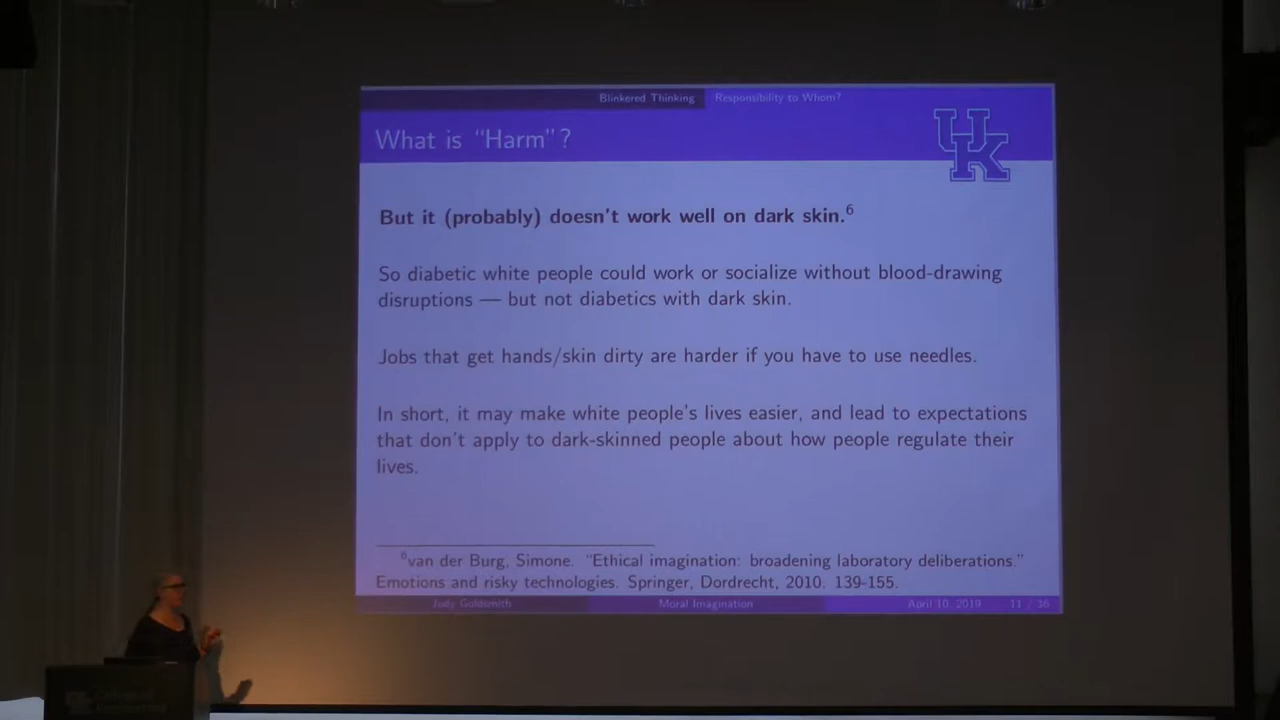 Blinkered Thinking Responsibility to Whom?
What is “Harm”?
UK
But it (probably) doesn't work well on dark skin.6
So diabetic white people could work or socialize without blood-drawing
disruptions — but not diabetics with dark skin.
Jobs that get hands/skin dirty are harder if you have to use needles.
In short, it may make white people's lives easier, and lead to expectations
that don't apply to dark-skinned people about how people regulate their
lives.
6van der Burg, Simone. “Ethical imagination: broadening laboratory deliberations.”
Emotions and risky technologies. Springer, Dordrecht, 2010. 139-155.
Judy Goldsmith Moral Imagination April 10, 2019 11 / 36